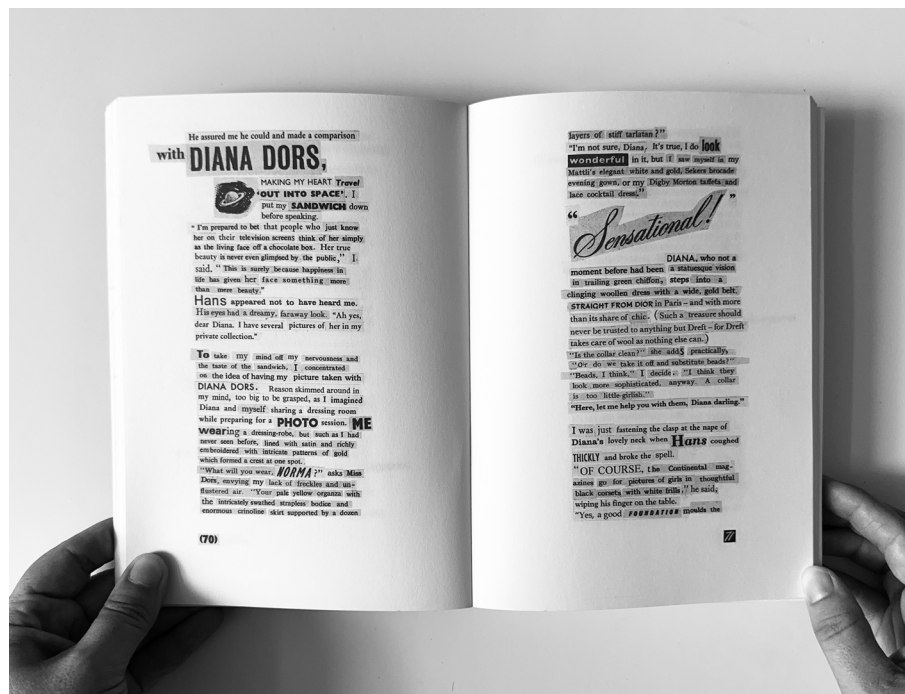 He assured me he could and made a comparison
with DIANA DORS,
MAKING MY HEART Travel
'OUT INTO SPACE'. I
put my SANDWICH down
before speaking.
"I'm prepared to bet that people who just know
her on their television screens think of her simply
as the living face off a chocolate box. Her true
beauty is never even glimpsed by the public," I
said. "This is surely because happiness in
life has given her face something more
than mere beauty."
Hans appeared not to have heard me.
His eyes had a dreamy, faraway look. "Ah yes,
dear Diana. I have several pictures of her in my
private collection."
To take my mind off my nervousness and
the taste of the sandwich, I concentrated
on the idea of having my picture taken with
DIANA DORS. Reason skimmed around in
my mind, too big to be grasped, as I imagined
Diana and myself sharing a dressing room
while preparing for a PHOTO session. ME
wearing a dressing-robe, but such as I had
never seen before, lined with satin and richly
embroidered with intricate patterns of gold
which formed a crest at one spot.
"What will you wear, NORMA?" asks Miss
Dors, envying my lack of freckles and un-
flustered air. "Your pale yellow organza with
the intricately swathed strapless bodice and
enormous crinoline skirt supported by a dozen
(70)
layers of stiff tarlatan?"
"I'm not sure, Diana. It's true, I do look
wonderful in it, but I saw myself in my
Mattli's elegant white and gold, Sekers brocade
evening gown, or my Digby Morton taffeta and
lace cocktail dress."
"Sensational!"
DIANA, who not a
moment before had been a statuesque vision
in trailing green chiffon, steps into a
clinging woollen dress with a wide, gold belt,
STRAIGHT FROM DIOR in Paris – and with more
than its share of chic. (Such a treasure should
never be trusted to anything but Dreft – for Dreft
takes care of wool as nothing else can.)
"Is the collar clean?" she adds practically,
"Or do we take it off and substitute beads?"
"Beads, I think," I decide. "I think they
look more sophisticated, anyway. A collar
is too little-girlish."
"Here, let me help you with them, Diana darling."
I was just fastening the clasp at the nape of
Diana's lovely neck when Hans coughed
THICKLY and broke the spell.
"OF COURSE, the Continental mag-
azines go for pictures of girls in thoughtful
black corsets with white frills," he said,
wiping his finger on the table.
"Yes, a good FOUNDATION moulds the
71